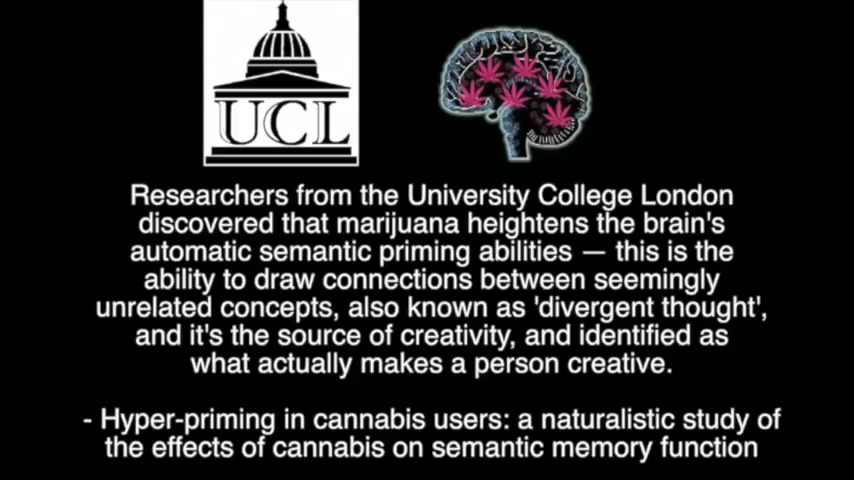 UCL
Researchers from the University College London
discovered that marijuana heightens the brain's
automatic semantic priming abilities — this is the
ability to draw connections between seemingly
unrelated concepts, also known as 'divergent thought',
and it's the source of creativity, and identified as
what actually makes a person creative.
- Hyper-priming in cannabis users: a naturalistic study of
the effects of cannabis on semantic memory function